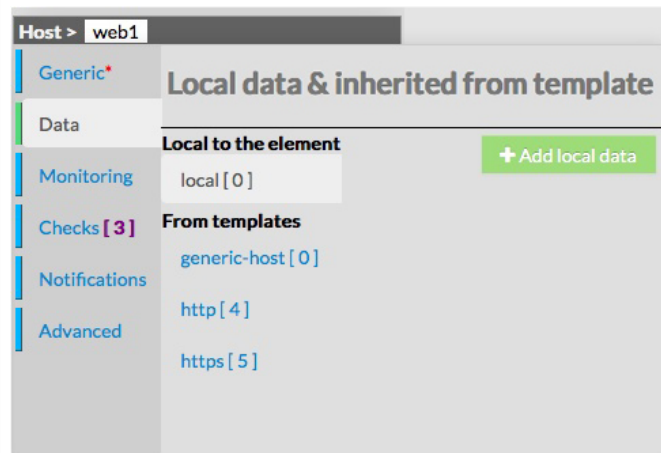 Host > web1
Generic*
Data
Monitoring
Checks [ 3 ]
Notifications
Advanced
Local data & inherited from template
Local to the element
+ Add local data
local [ 0 ]
From templates
generic-host [ 0 ]
http [ 4 ]
https [ 5 ]